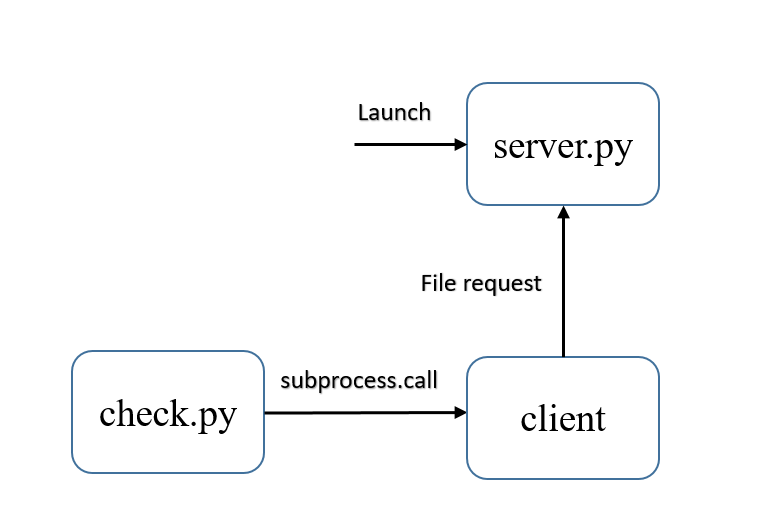 Launch
server.py
File request
subprocess.call
check.py
client